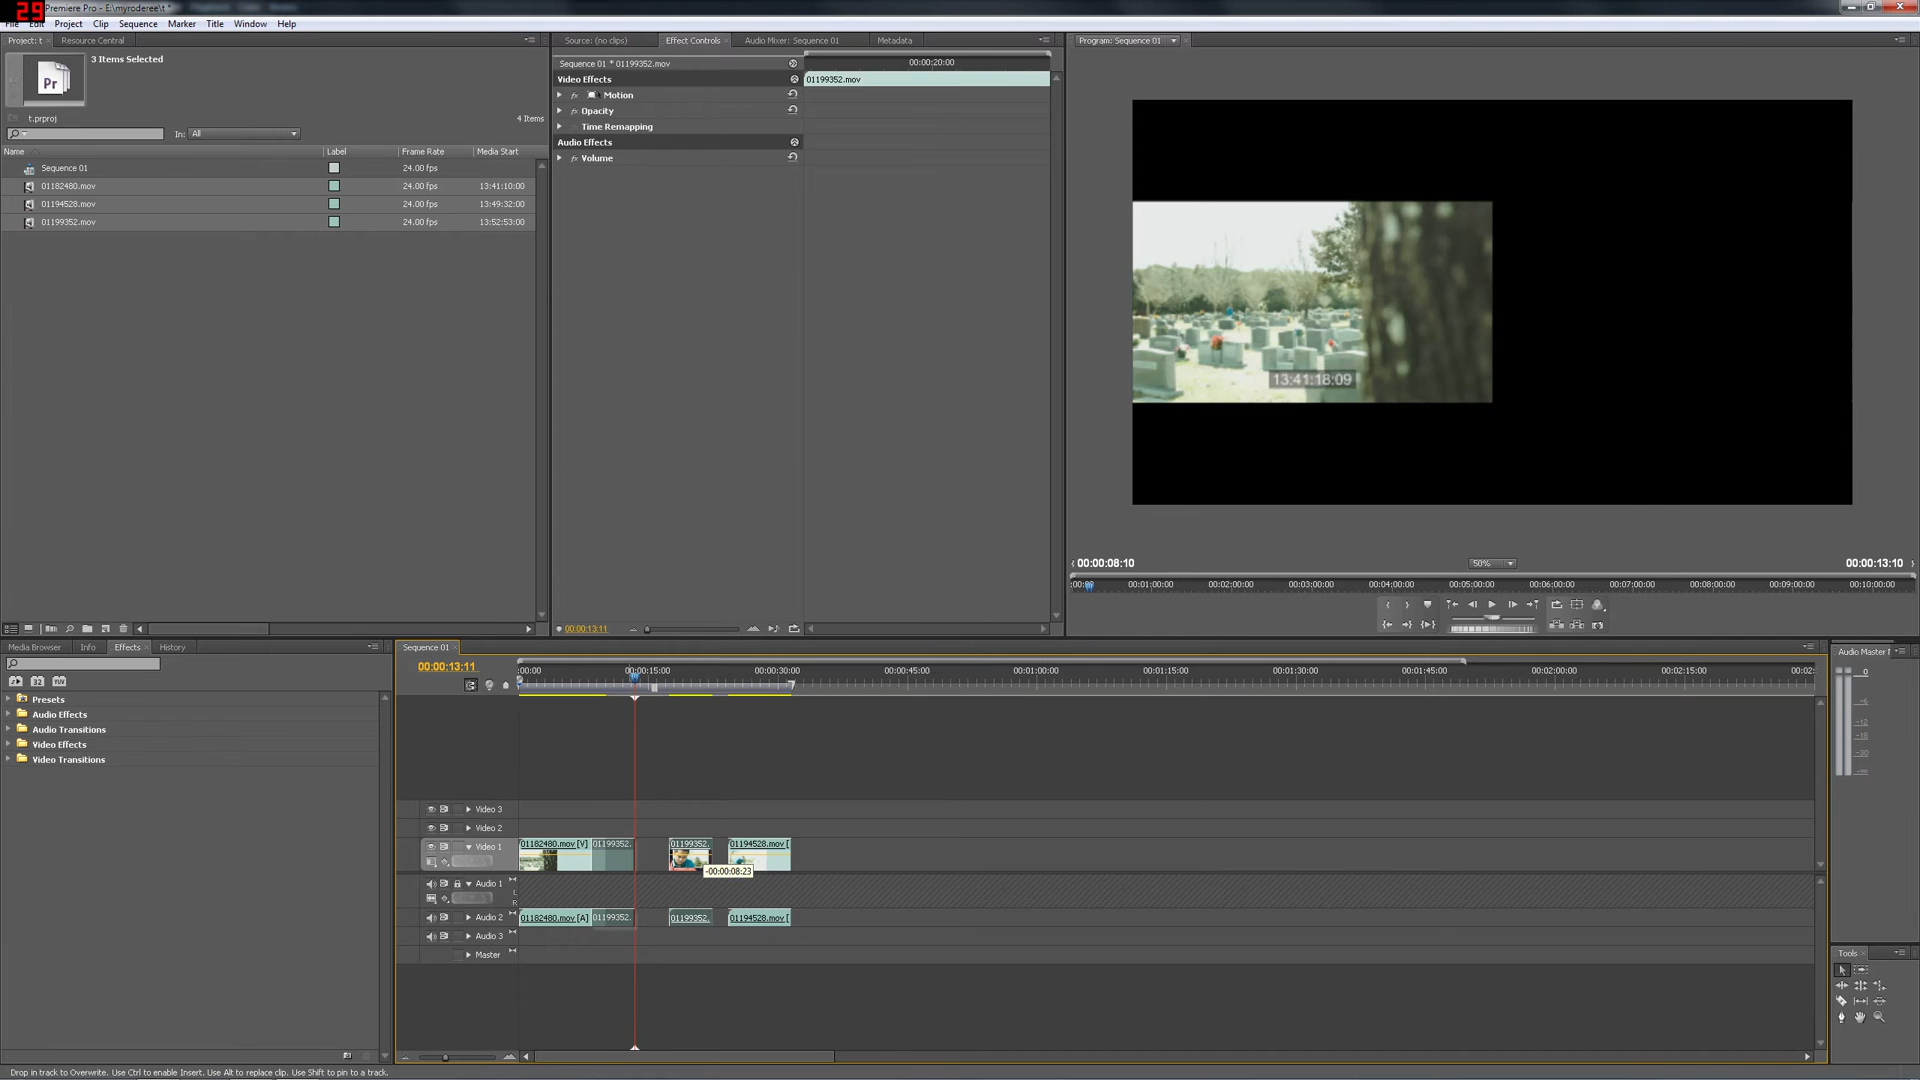 29
Premiere Pro - E:\myroderee\t *
File Edit Project Clip Sequence Marker Title Window Help
Project: t
Resource Central
3 Items Selected
Pr
t.prproj
4 Items
In: All
Name Label Frame Rate Media Start
Sequence 01 24.00 fps
01182480.mov 24.00 fps 13:41:10:00
01194528.mov 24.00 fps 13:49:32:00
01199352.mov 24.00 fps 13:52:53:00
Source: (no clips) Effect Controls Audio Mixer: Sequence 01 Metadata
Sequence 01 * 01199352.mov
00:00:20:00
Video Effects
01199352.mov
fx Motion
fx Opacity
Time Remapping
Audio Effects
fx Volume
00:00:13:11
Program: Sequence 01
13:41:18:09
00:00:08:10
50%
00:00:13:10
:00:00 00:01:00:00 00:02:00:00 00:03:00:00 00:04:00:00 00:05:00:00 00:06:00:00 00:07:00:00 00:08:00:00 00:09:00:00 00:10:00:00
Media Browser Info Effects History
Presets
Audio Effects
Audio Transitions
Video Effects
Video Transitions
Sequence 01
00:00:13:11
:00:00 00:00:15:00 00:00:30:00 00:00:45:00 00:01:00:00 00:01:15:00 00:01:30:00 00:01:45:00 00:02:00:00 00:02:15:00 00:02:
Video 3
Video 2
Video 1
01182480.mov [V] 01199352. 01199352. 01194528.mov [
-00:00:08:23
Audio 1
L
R
Audio 2
01182480.mov [A] 01199352. 01199352. 01194528.mov [
Audio 3
Master
Audio Master
0
-6
-12
-18
-30
-∞
Tools
Drop in track to Overwrite. Use Ctrl to enable Insert. Use Alt to replace clip. Use Shift to pin to a track.